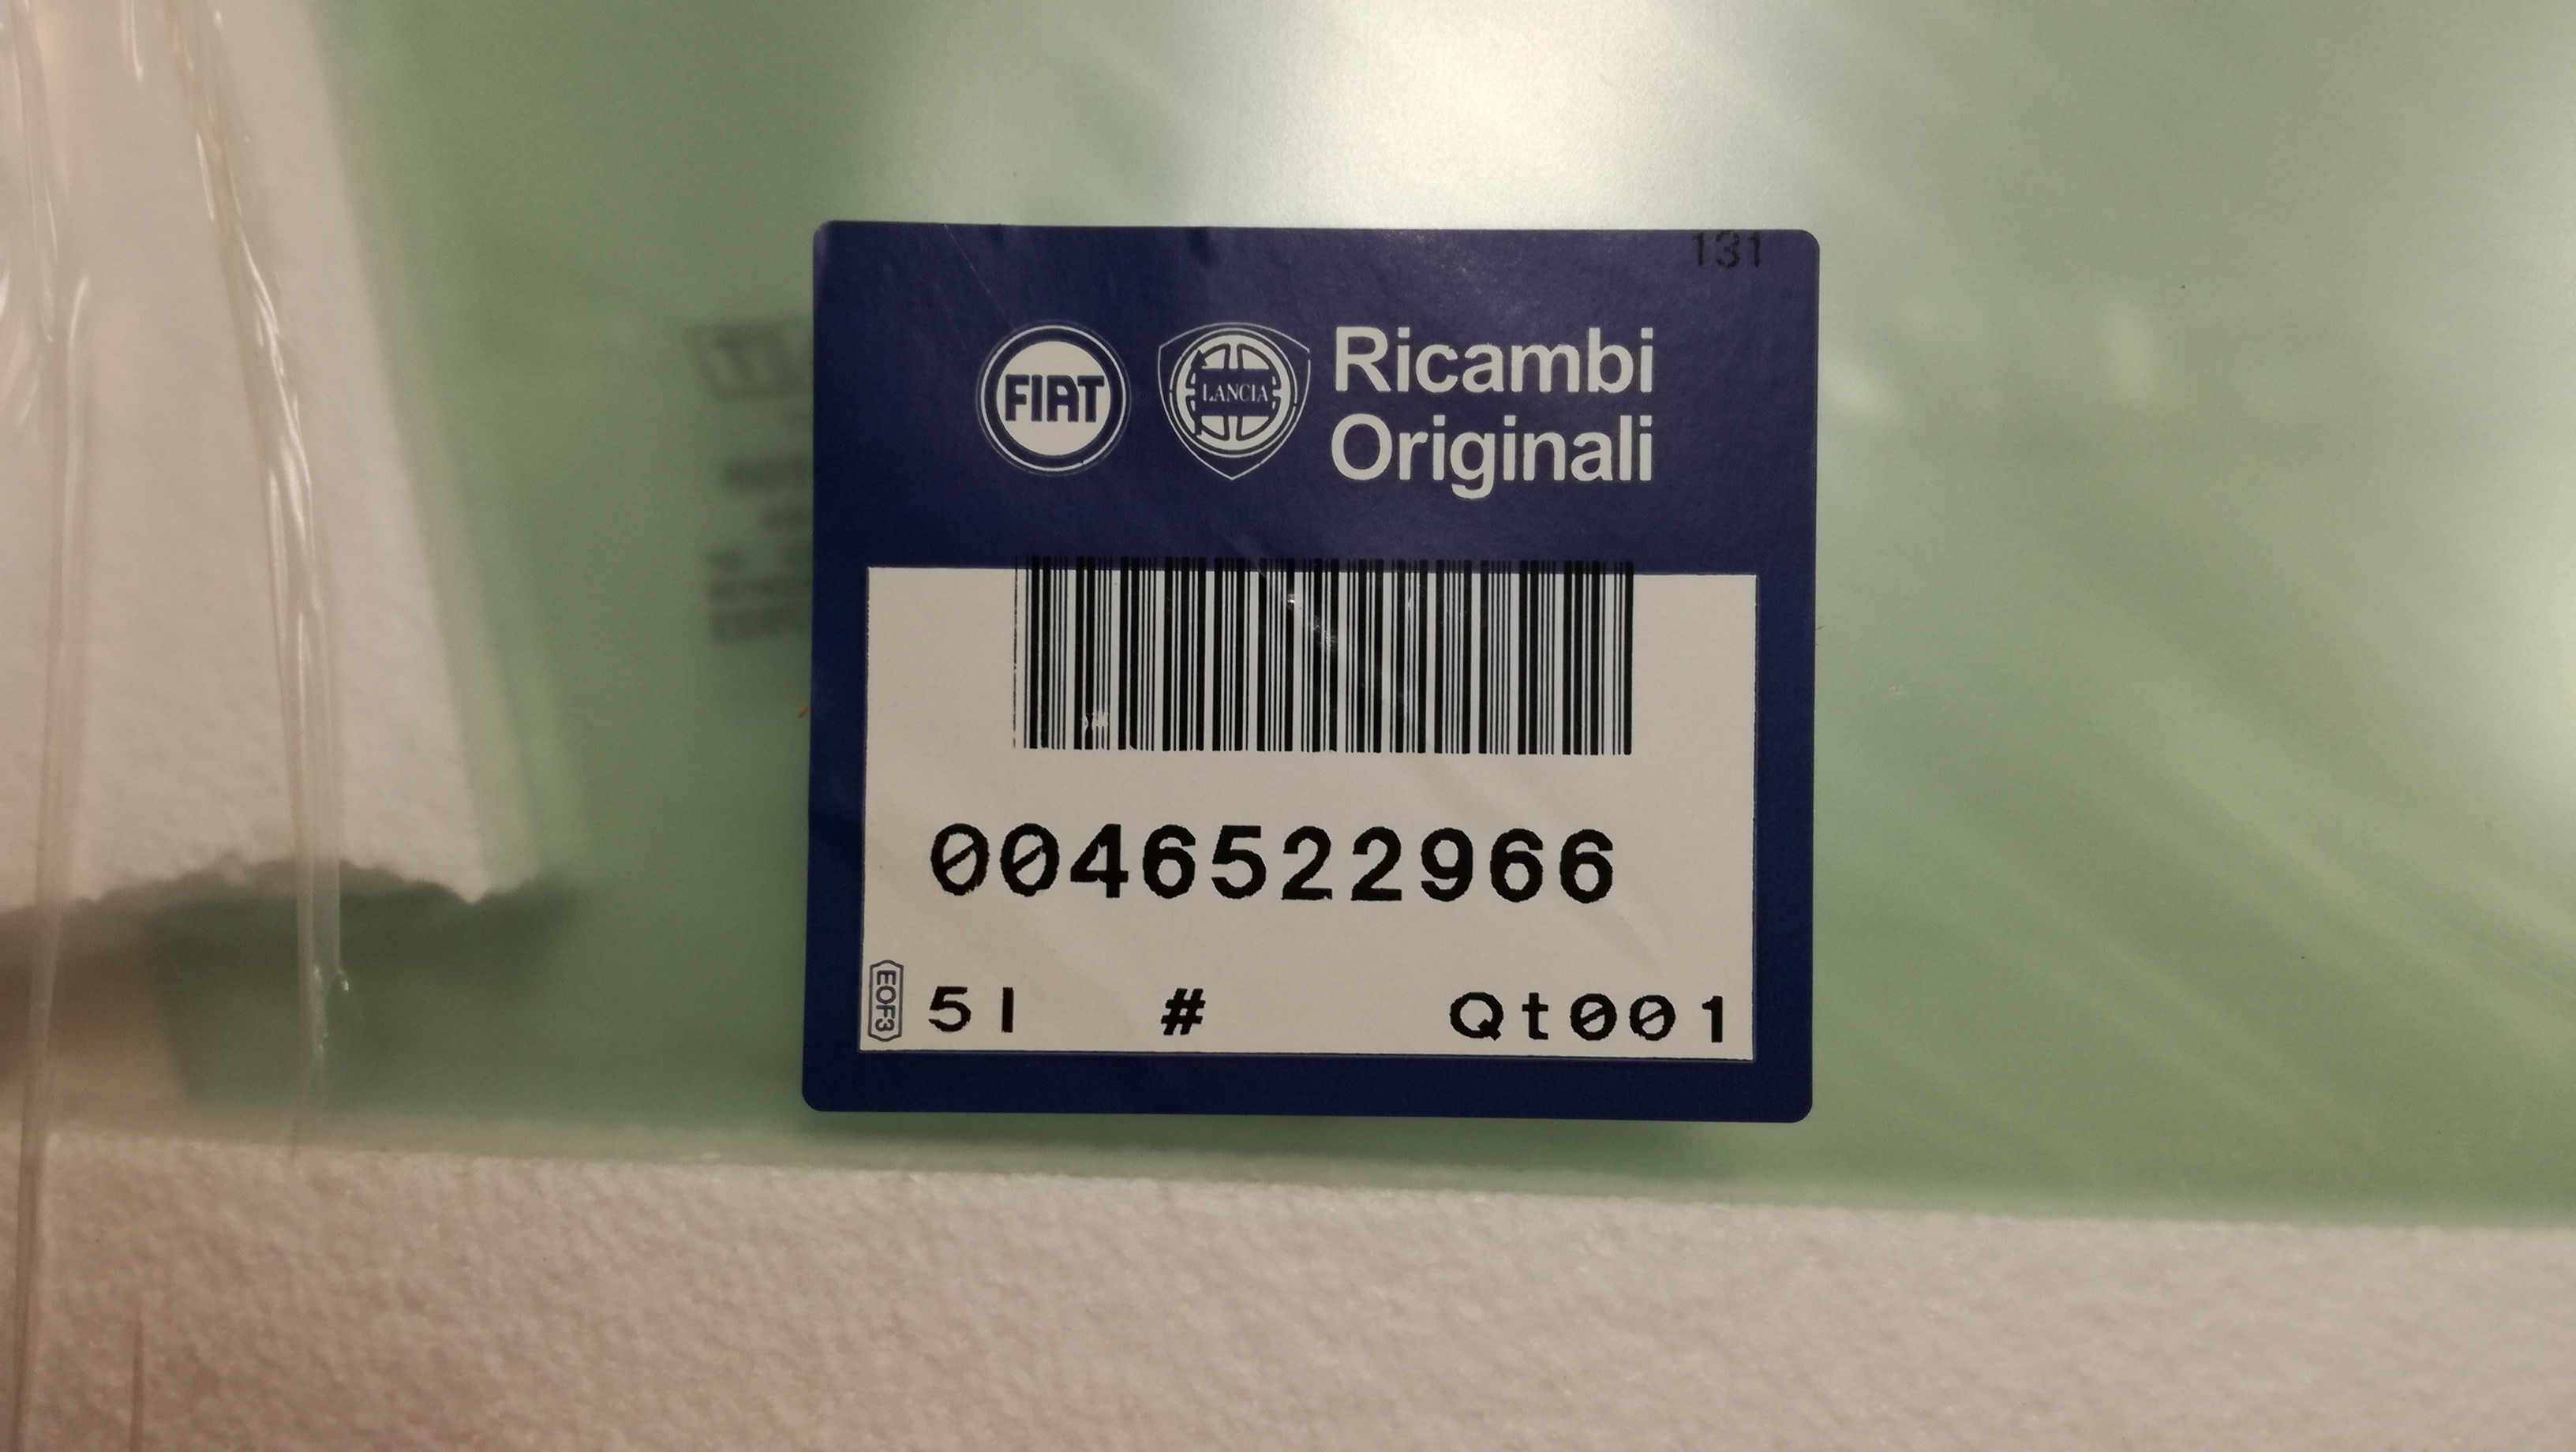 131
FIAT
LANCIA
Ricambi
Originali
0046522966
EOF3
51 # Qt001